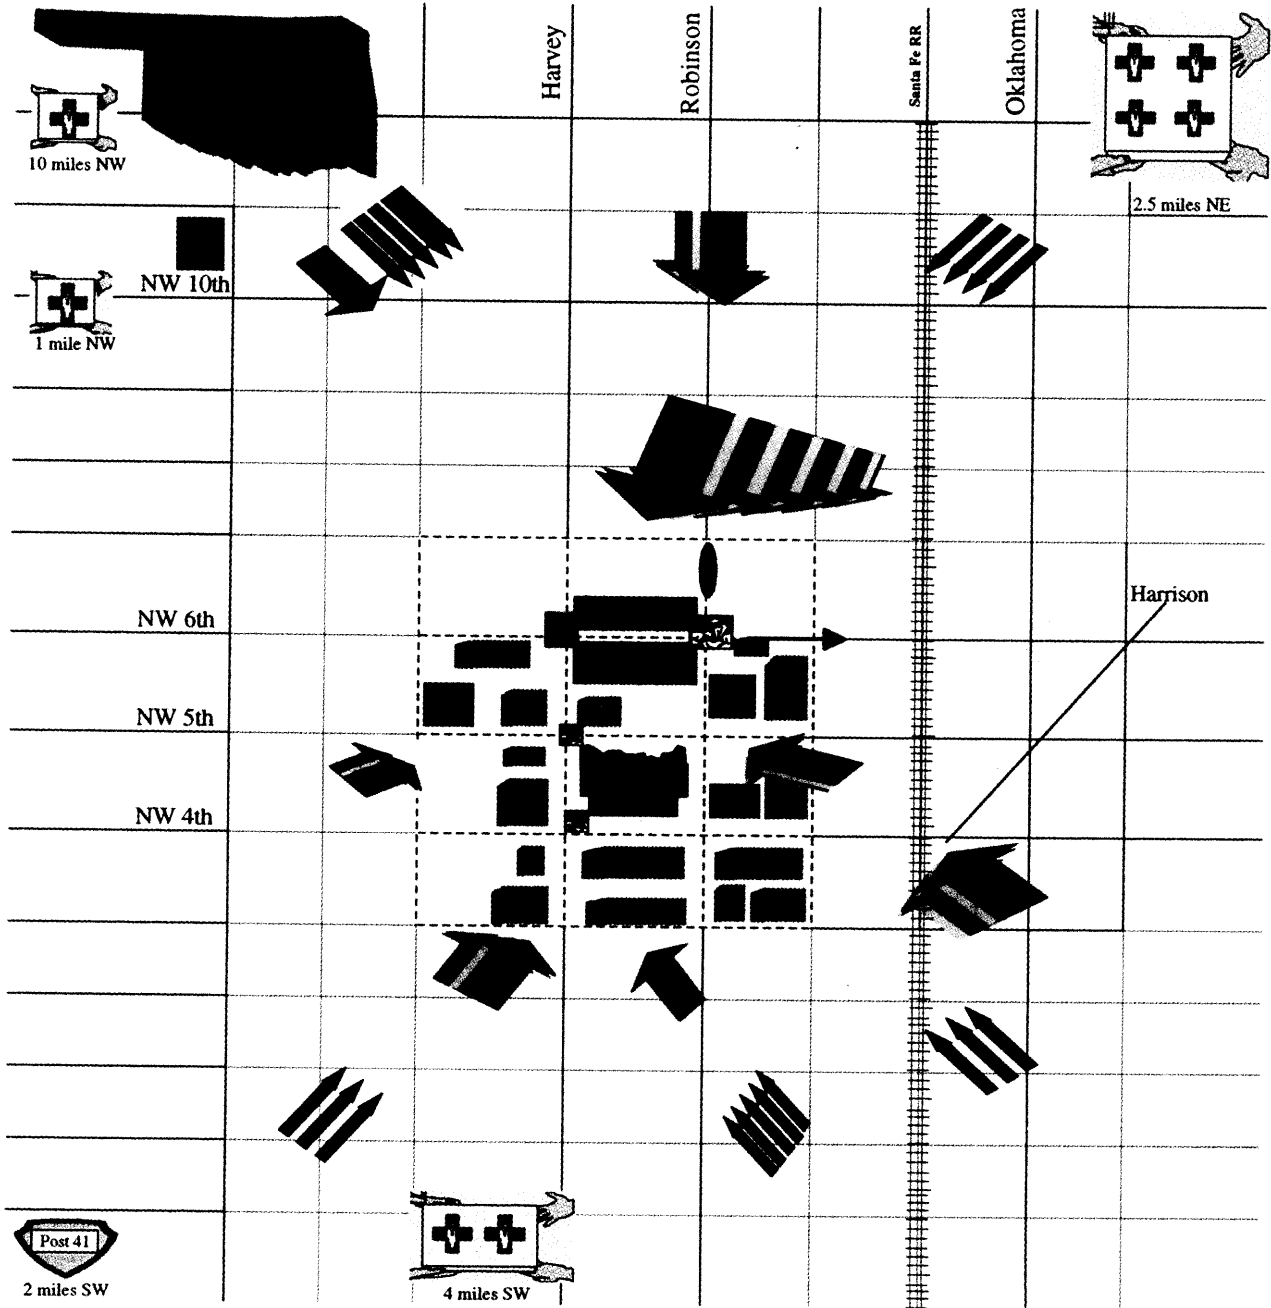 Harvey
Robinson
Santa Fe RR
Oklahoma
10 miles NW
2.5 miles NE
NW 10th
1 mile NW
Harrison
NW 6th
NW 5th
NW 4th
Post 41
2 miles SW
4 miles SW